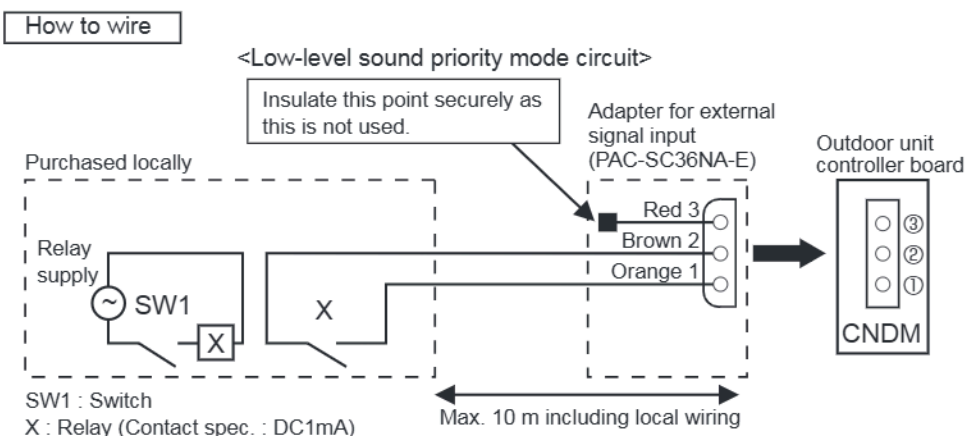 How to wire
<Low-level sound priority mode circuit>
Insulate this point securely as
this is not used.
Adapter for external
signal input
(PAC-SC36NA-E)
Outdoor unit
controller board
Purchased locally
Red 3
Brown 2
Orange 1
③
②
①
CNDM
Relay
supply
~
SW1
X
X
Max. 10 m including local wiring
SW1 : Switch
X : Relay (Contact spec. : DC1mA)